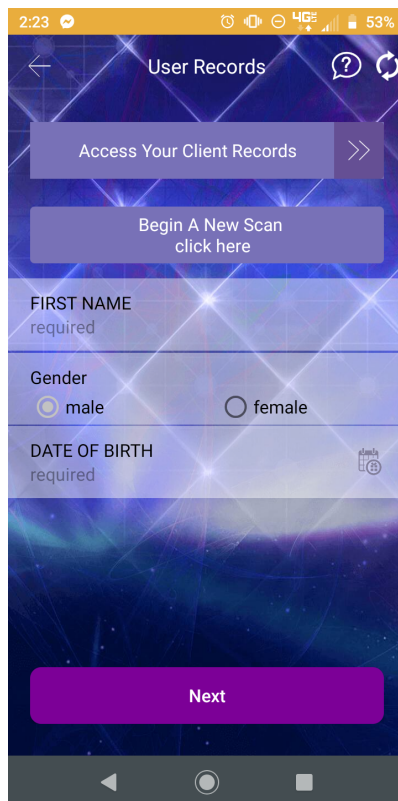 2:23
4G
53%
User Records
Access Your Client Records
Begin A New Scan
click here
FIRST NAME
required
Gender
male
female
DATE OF BIRTH
required
Next